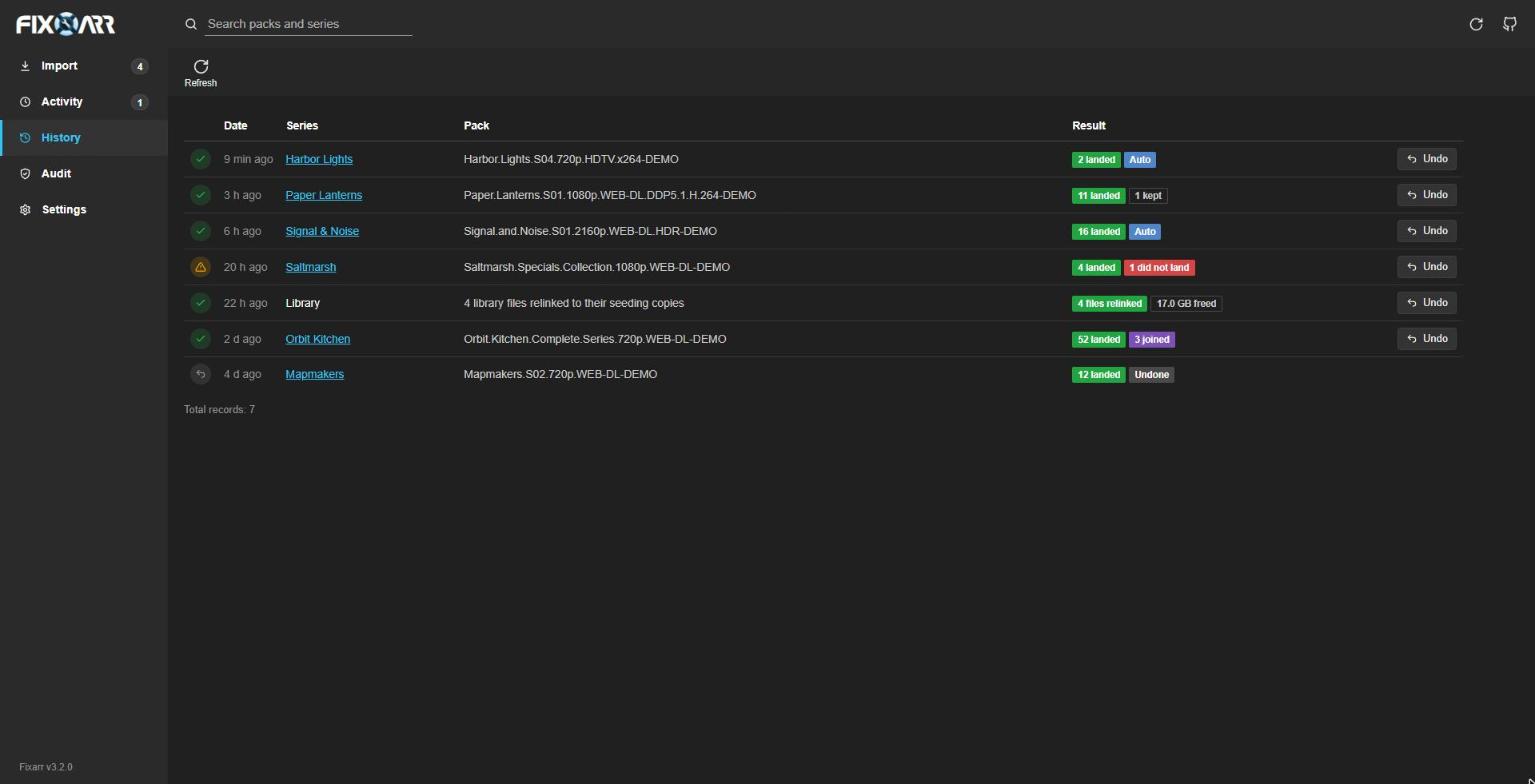 FIXARR
Search packs and series
Import 4
Activity 1
History
Audit
Settings
Refresh
Date Series Pack Result
9 min ago Harbor Lights Harbor.Lights.S04.720p.HDTV.x264-DEMO 2 landed Auto Undo
3 h ago Paper Lanterns Paper.Lanterns.S01.1080p.WEB-DL.DDP5.1.H.264-DEMO 11 landed 1 kept Undo
6 h ago Signal & Noise Signal.and.Noise.S01.2160p.WEB-DL.HDR-DEMO 16 landed Auto Undo
20 h ago Saltmarsh Saltmarsh.Specials.Collection.1080p.WEB-DL-DEMO 4 landed 1 did not land Undo
22 h ago Library 4 library files relinked to their seeding copies 4 files relinked 17.0 GB freed Undo
2 d ago Orbit Kitchen Orbit.Kitchen.Complete.Series.720p.WEB-DL-DEMO 52 landed 3 joined Undo
4 d ago Mapmakers Mapmakers.S02.720p.WEB-DL-DEMO 12 landed Undone
Total records: 7
Fixarr v3.2.0